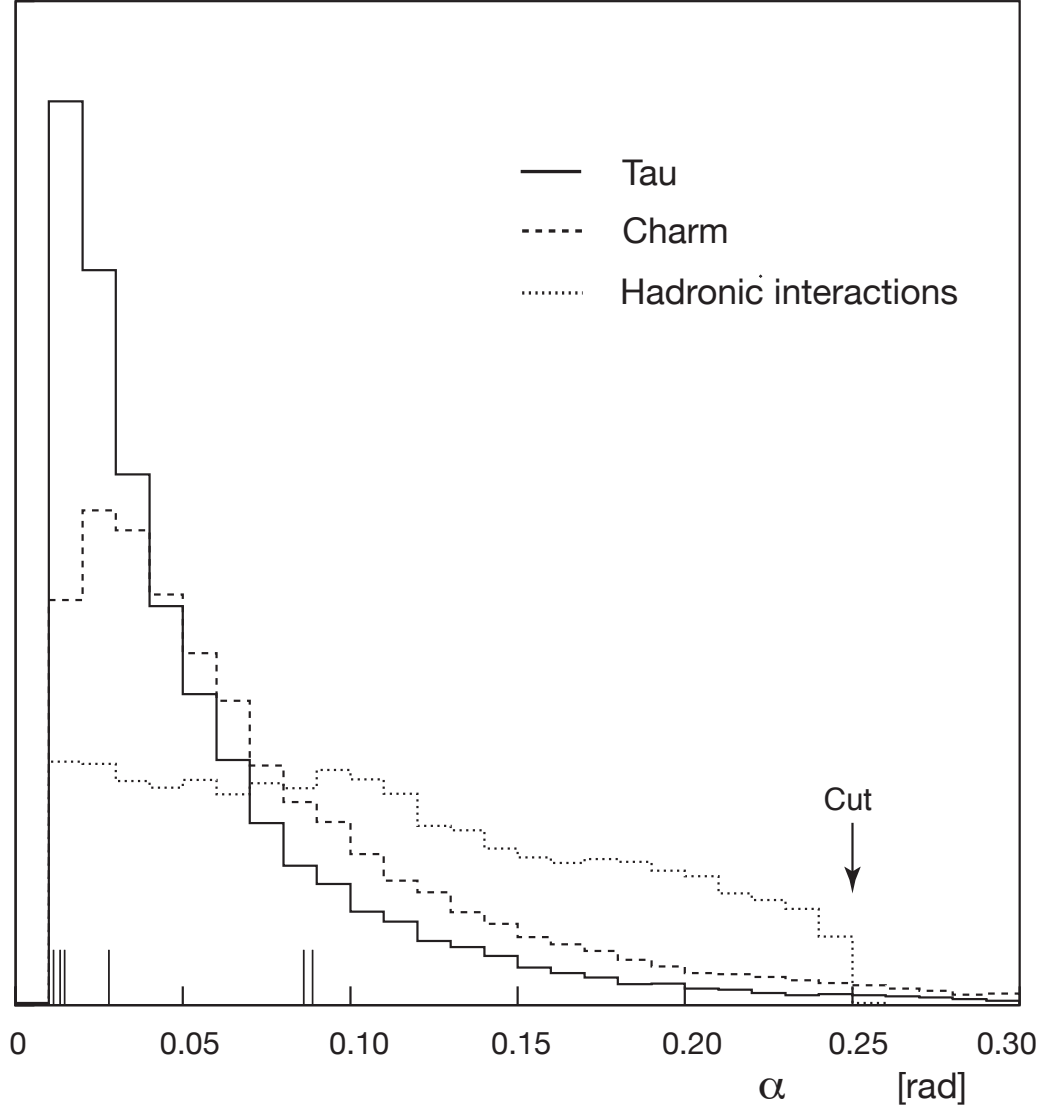 Tau
Charm
Hadronic interactions
Cut
0 0.05 0.10 0.15 0.20 0.25 0.30
α [rad]